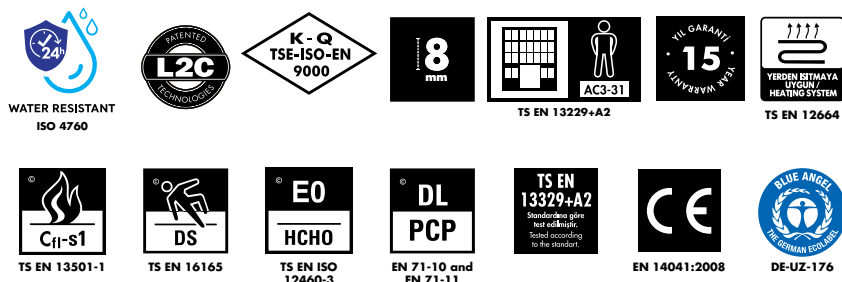 24h
WATER RESISTANT
ISO 4760
PATENTED
L2C
TECHNOLOGIES
K-Q
TSE-ISO-EN
9000
8
mm
AC3-31
TS EN 13229+A2
YIL GARANTİ
15
YEAR WARRANTY
YERDEN ISITMAYA
UYGUN /
HEATING SYSTEM
TS EN 12664
©
Cfl-s1
TS EN 13501-1
©
DS
TS EN 16165
©
E0
HCHO
TS EN ISO
12460-3
©
DL
PCP
EN 71-10 and
EN 71-11
TS EN
13329+A2
Standardına göre
test edilmiştir.
Tested according
to the standart.
CE
EN 14041:2008
BLUE ANGEL
THE GERMAN ECOLABEL
DE-UZ-176